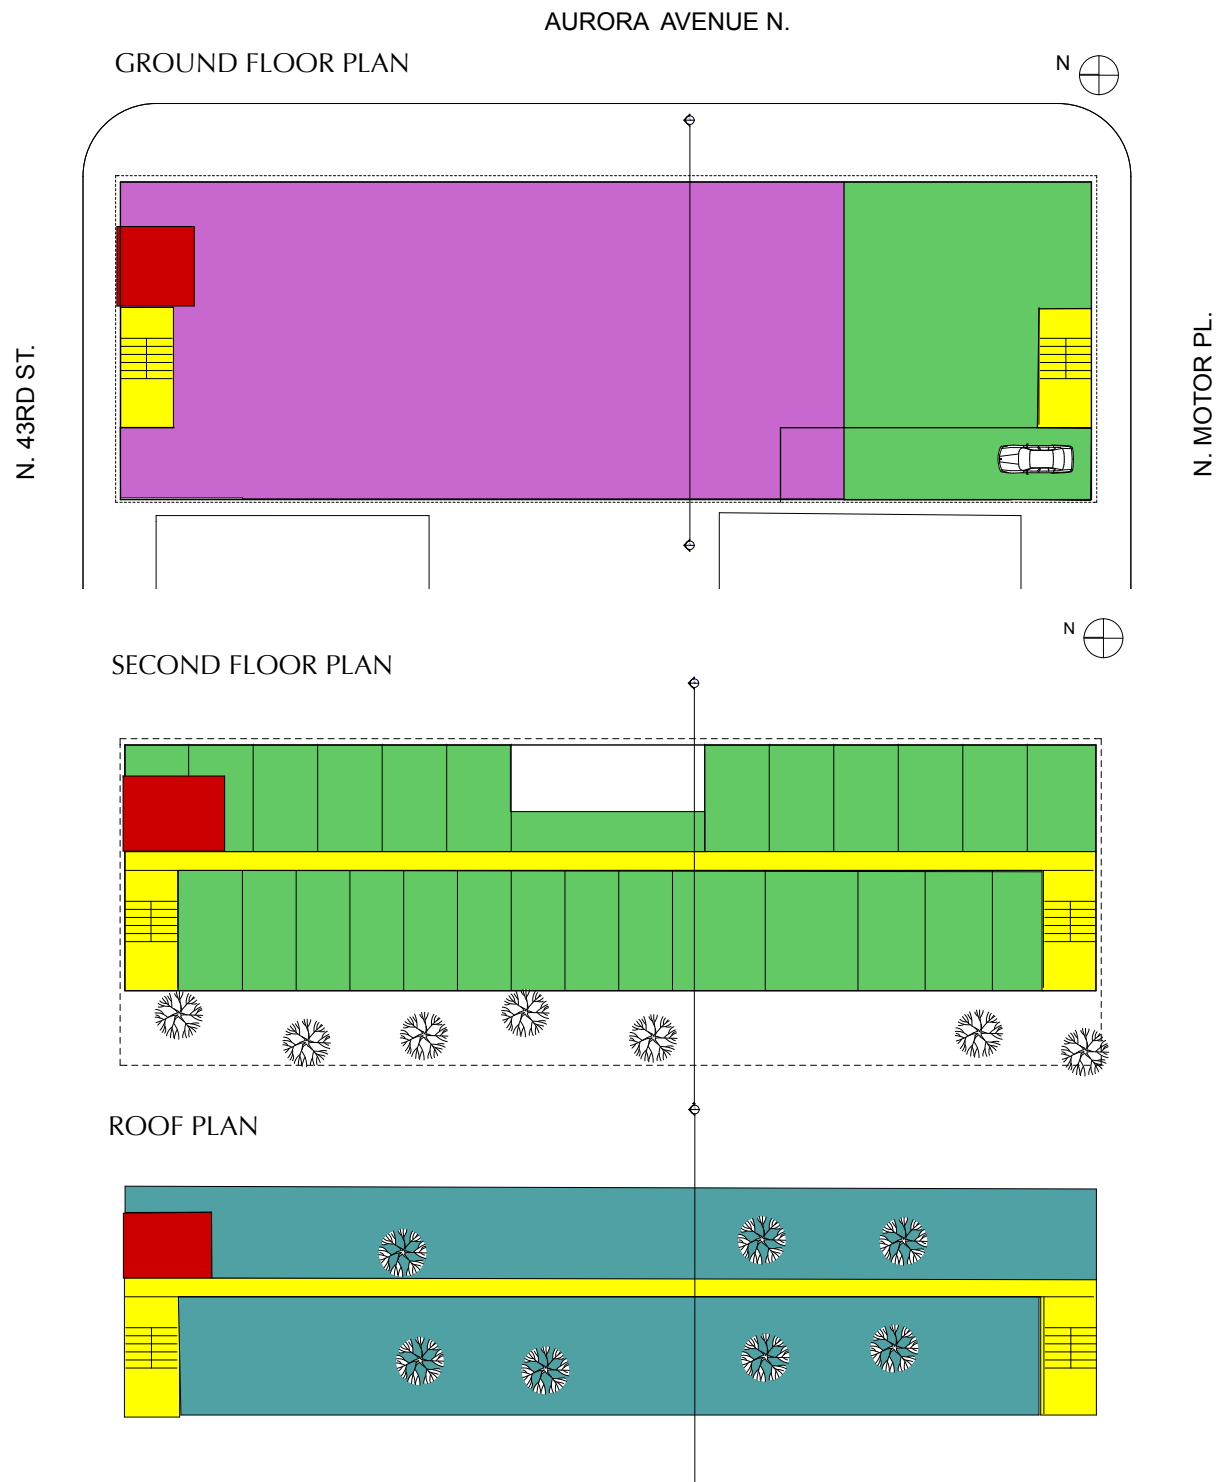 AURORA AVENUE N.
GROUND FLOOR PLAN
N
N. 43RD ST.
N. MOTOR PL.
N
SECOND FLOOR PLAN
ROOF PLAN